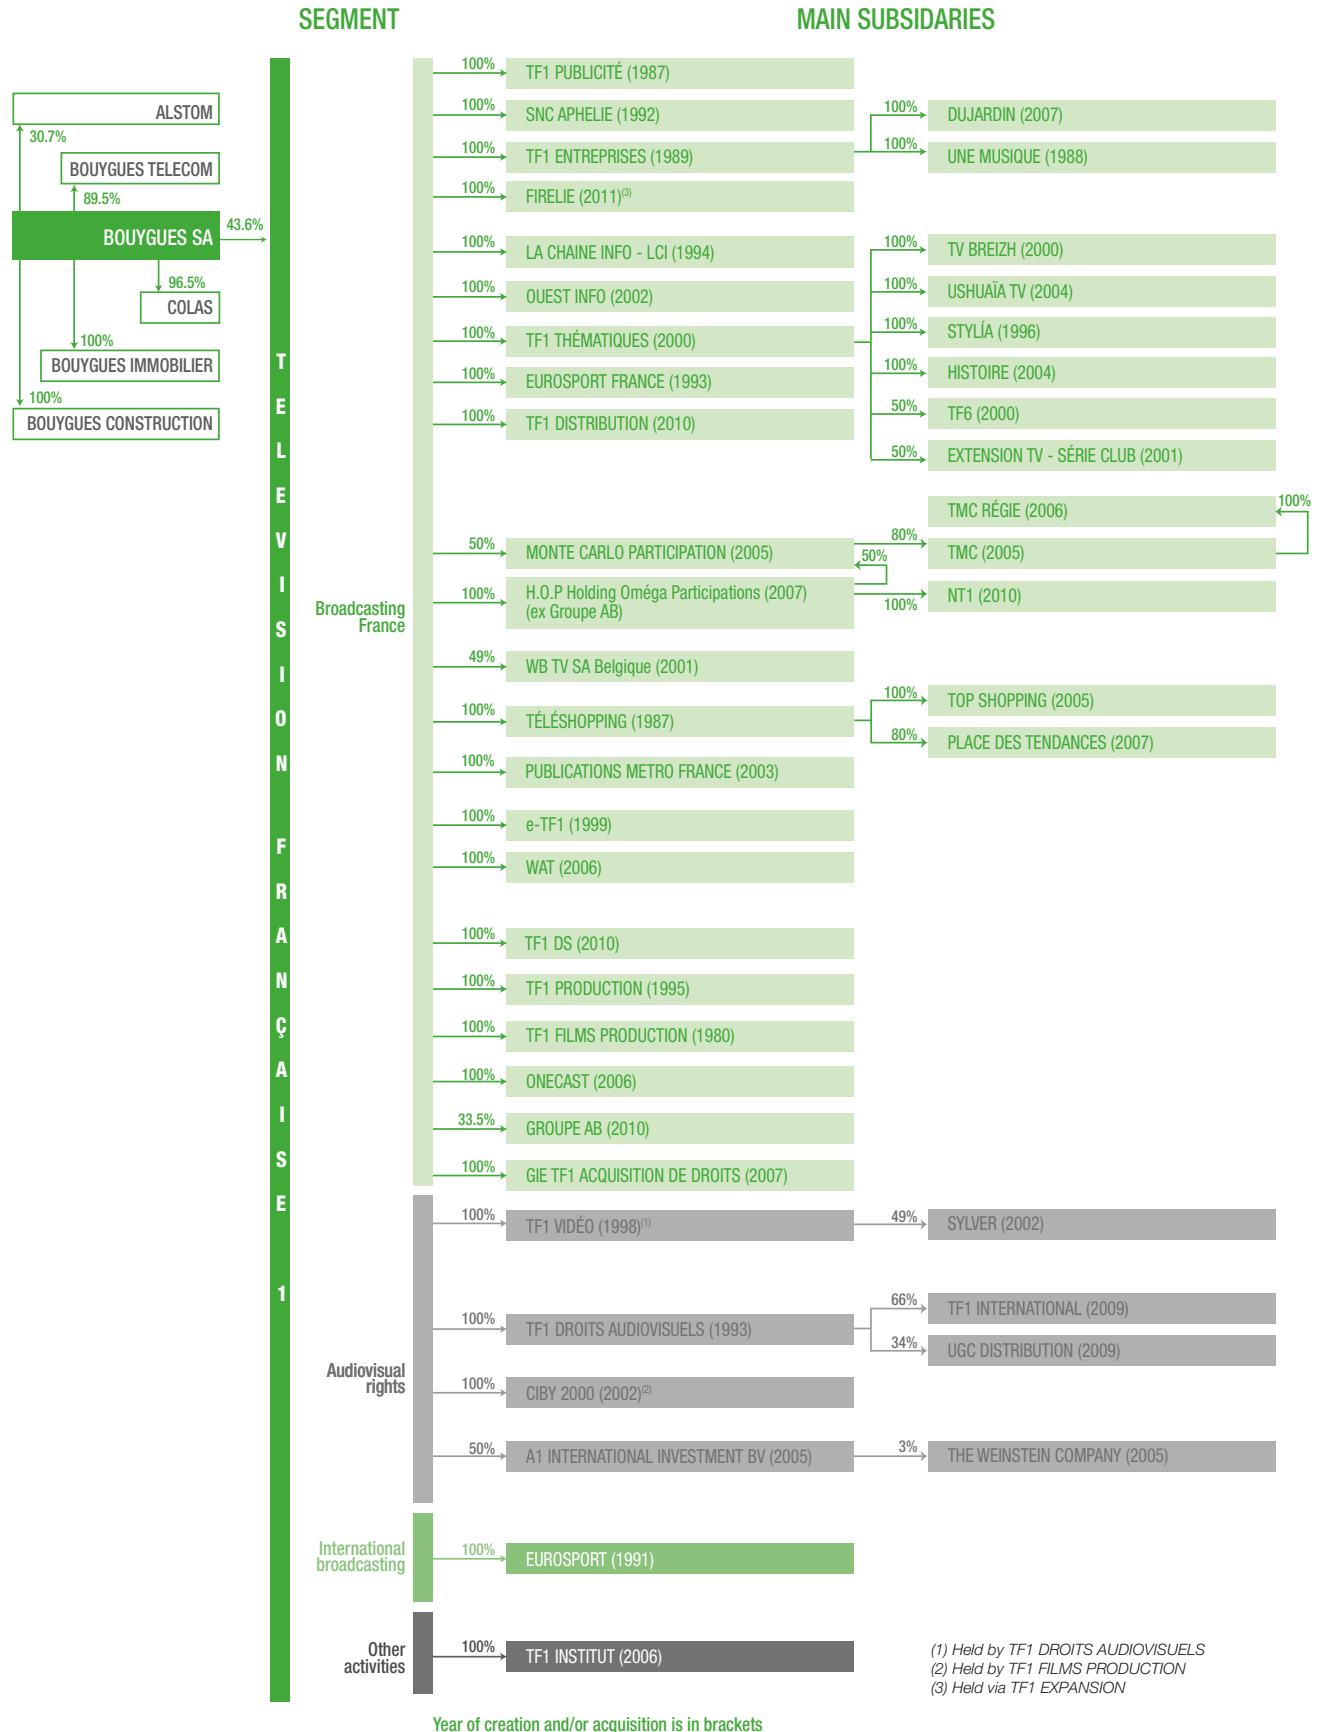 SEGMENT
MAIN SUBSIDARIES
ALSTOM
30.7%
BOUYGUES TELECOM
89.5%
BOUYGUES SA
43.6%
96.5%
COLAS
100%
BOUYGUES IMMOBILIER
100%
BOUYGUES CONSTRUCTION
TELEVISION FRANÇAISE 1
Broadcasting
France
100%
TF1 PUBLICITÉ (1987)
100%
SNC APHELIE (1992)
100%
TF1 ENTREPRISES (1989)
100%
DUJARDIN (2007)
100%
UNE MUSIQUE (1988)
100%
FIRELIE (2011)(3)
100%
LA CHAINE INFO - LCI (1994)
100%
OUEST INFO (2002)
100%
TF1 THÉMATIQUES (2000)
100%
TV BREIZH (2000)
100%
USHUAÏA TV (2004)
100%
STYLÍA (1996)
100%
HISTOIRE (2004)
50%
TF6 (2000)
50%
EXTENSION TV - SÉRIE CLUB (2001)
100%
EUROSPORT FRANCE (1993)
100%
TF1 DISTRIBUTION (2010)
50%
MONTE CARLO PARTICIPATION (2005)
80%
TMC RÉGIE (2006)
100%
TMC (2005)
50%
100%
H.O.P Holding Oméga Participations (2007)
(ex Groupe AB)
100%
NT1 (2010)
49%
WB TV SA Belgique (2001)
100%
TÉLÉSHOPPING (1987)
100%
TOP SHOPPING (2005)
80%
PLACE DES TENDANCES (2007)
100%
PUBLICATIONS METRO FRANCE (2003)
100%
e-TF1 (1999)
100%
WAT (2006)
100%
TF1 DS (2010)
100%
TF1 PRODUCTION (1995)
100%
TF1 FILMS PRODUCTION (1980)
100%
ONECAST (2006)
33.5%
GROUPE AB (2010)
100%
GIE TF1 ACQUISITION DE DROITS (2007)
Audiovisual
rights
100%
TF1 VIDÉO (1998)(1)
49%
SYLVER (2002)
100%
TF1 DROITS AUDIOVISUELS (1993)
66%
TF1 INTERNATIONAL (2009)
34%
UGC DISTRIBUTION (2009)
100%
CIBY 2000 (2002)(2)
50%
A1 INTERNATIONAL INVESTMENT BV (2005)
3%
THE WEINSTEIN COMPANY (2005)
International
broadcasting
100%
EUROSPORT (1991)
Other
activities
100%
TF1 INSTITUT (2006)
(1) Held by TF1 DROITS AUDIOVISUELS
(2) Held by TF1 FILMS PRODUCTION
(3) Held via TF1 EXPANSION
Year of creation and/or acquisition is in brackets